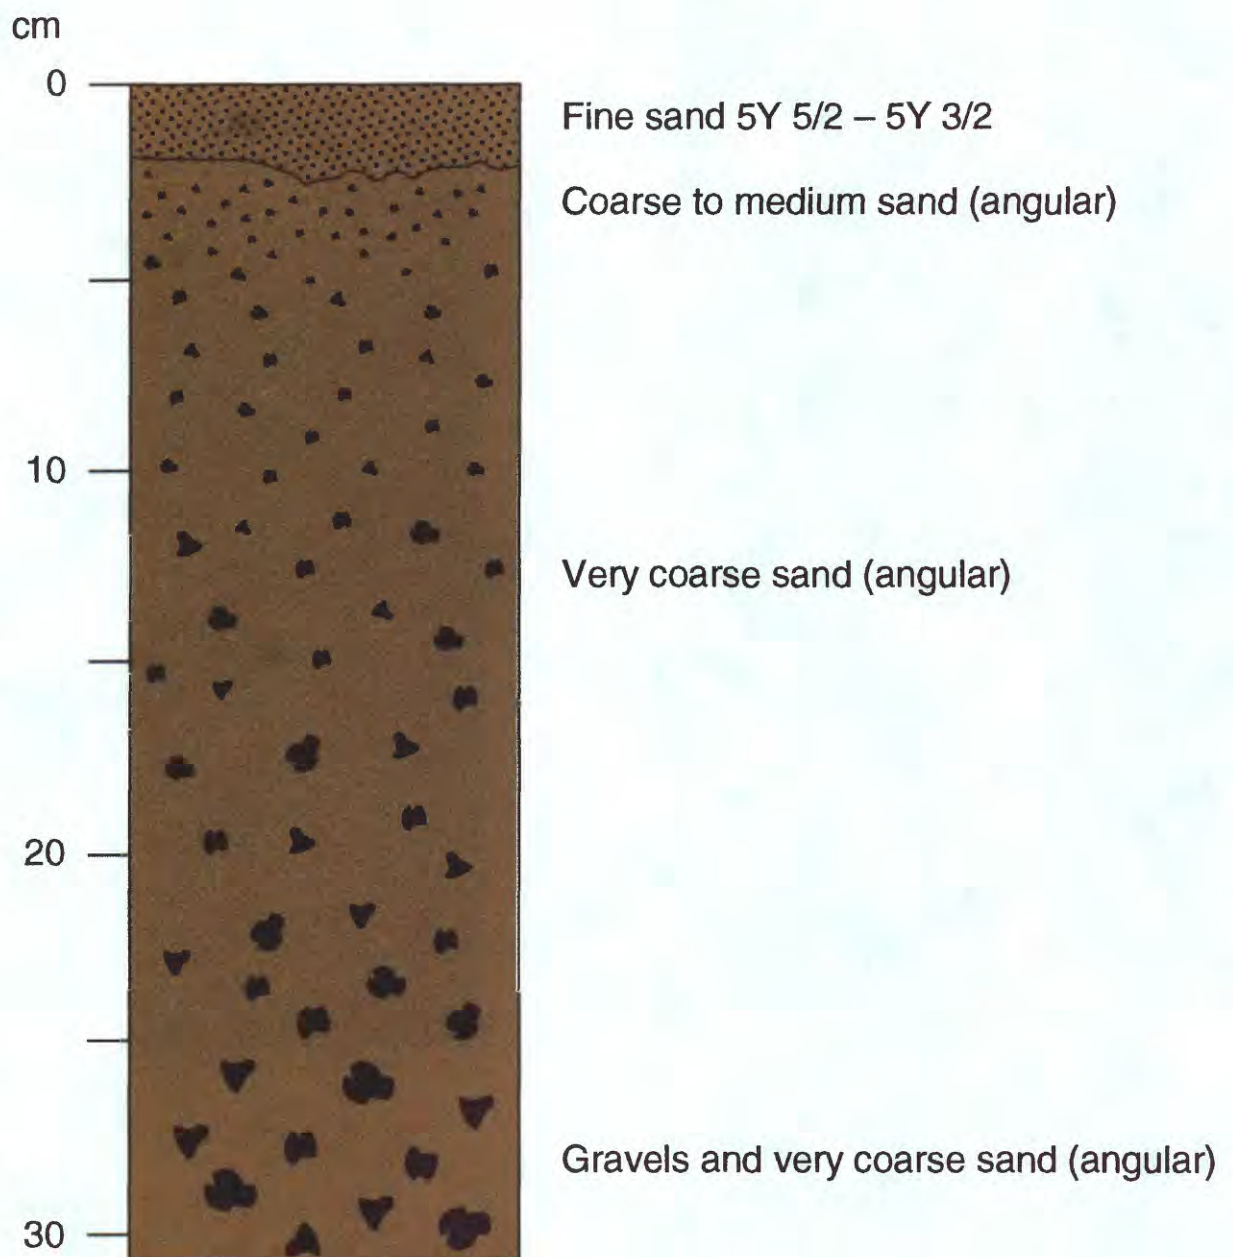 cm
0
Fine sand 5Y 5/2 – 5Y 3/2
Coarse to medium sand (angular)
10
Very coarse sand (angular)
20
Gravels and very coarse sand (angular)
30